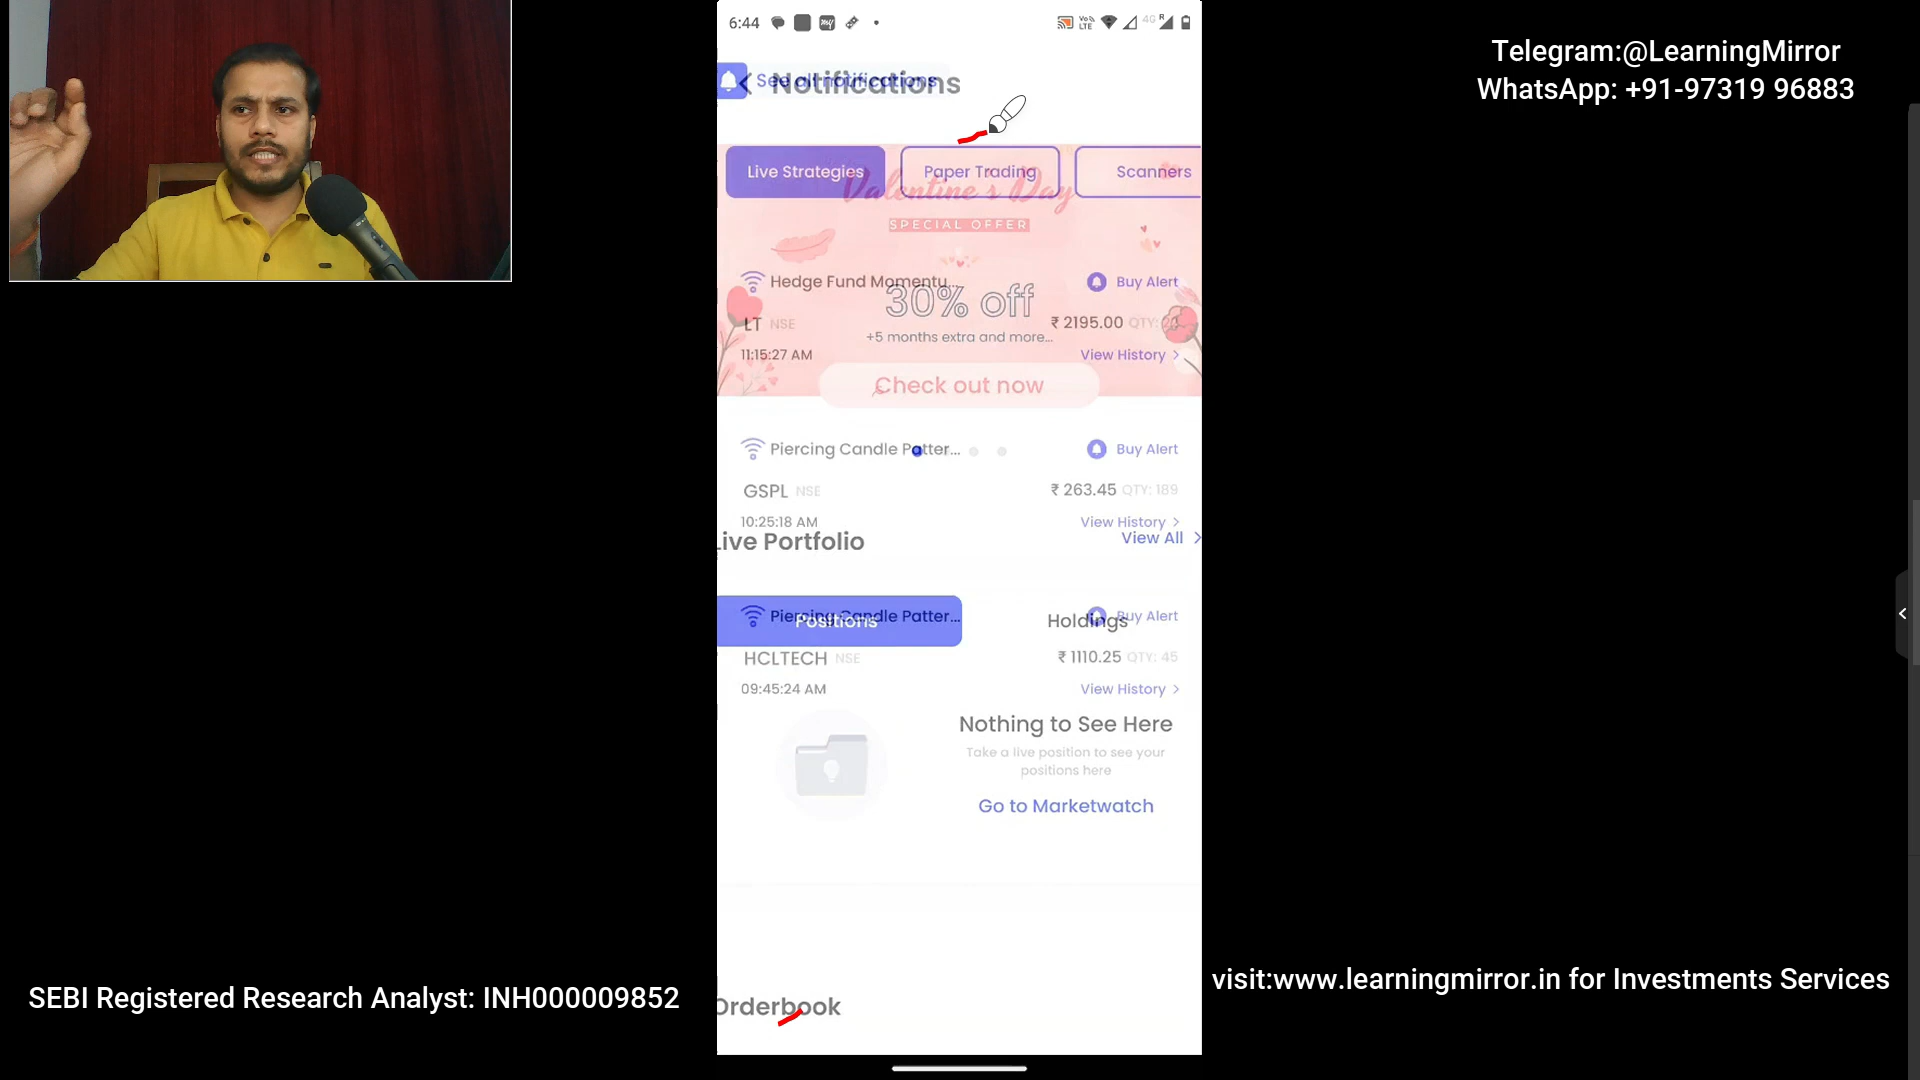 6:44
Telegram:@LearningMirror
WhatsApp: +91-97319 96883
See all notifications
Notifications
Live Strategies
Paper Trading
Scanners
Valentine's Day
SPECIAL OFFER
Hedge Fund Momentu...
Buy Alert
30% off
LT NSE
₹ 2195.00 QTY:
+5 months extra and more...
11:15:27 AM
View History >
Check out now
Piercing Candle Patter...
Buy Alert
GSPL NSE
₹ 263.45 QTY: 189
10:25:18 AM
View History >
Live Portfolio
View All >
Piercing Candle Patter...
Buy Alert
Positions
Holdings
HCLTECH NSE
₹ 1110.25 QTY: 45
09:45:24 AM
View History >
Nothing to See Here
Take a live position to see your
positions here
Go to Marketwatch
Orderbook
SEBI Registered Research Analyst: INH000009852
visit:www.learningmirror.in for Investments Services